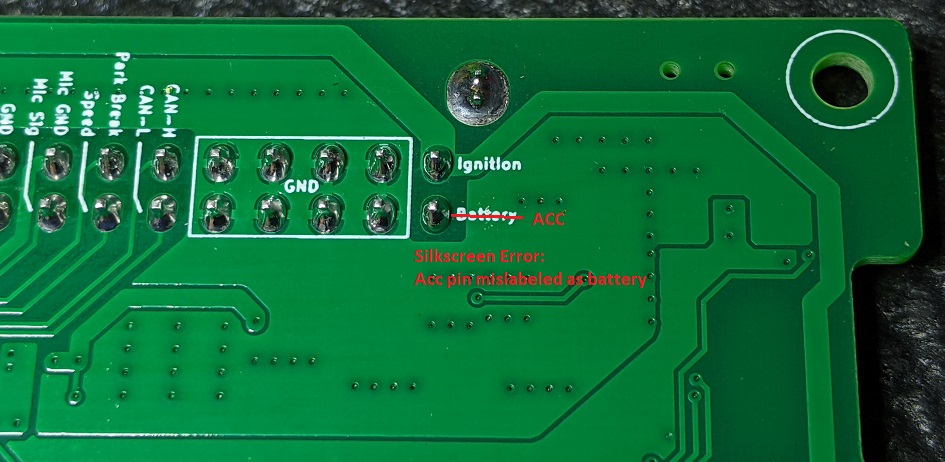 GND
Mic Sig
Mic GND
Speed
Park Break
CAN-L
CAN-H
GND
Ignition
Battery ACC
Silkscreen Error:
Acc pin mislabeled as battery